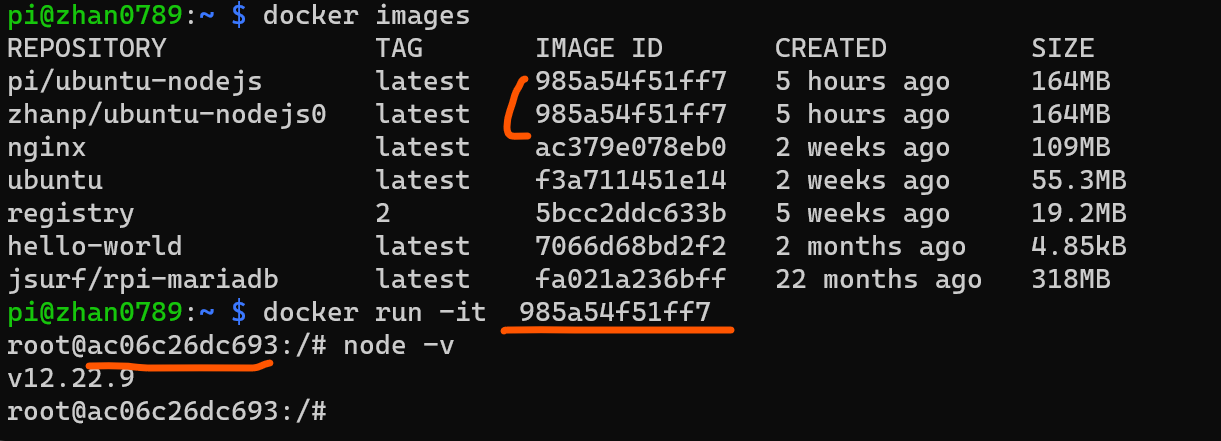 pi@zhan0789:~ $ docker images
REPOSITORY TAG IMAGE ID CREATED SIZE
pi/ubuntu-nodejs latest 985a54f51ff7 5 hours ago 164MB
zhanp/ubuntu-nodejs0 latest 985a54f51ff7 5 hours ago 164MB
nginx latest ac379e078eb0 2 weeks ago 109MB
ubuntu latest f3a711451e14 2 weeks ago 55.3MB
registry 2 5bcc2ddc633b 5 weeks ago 19.2MB
hello-world latest 7066d68bd2f2 2 months ago 4.85kB
jsurf/rpi-mariadb latest fa021a236bff 22 months ago 318MB
pi@zhan0789:~ $ docker run -it 985a54f51ff7
root@ac06c26dc693:/# node -v
v12.22.9
root@ac06c26dc693:/#